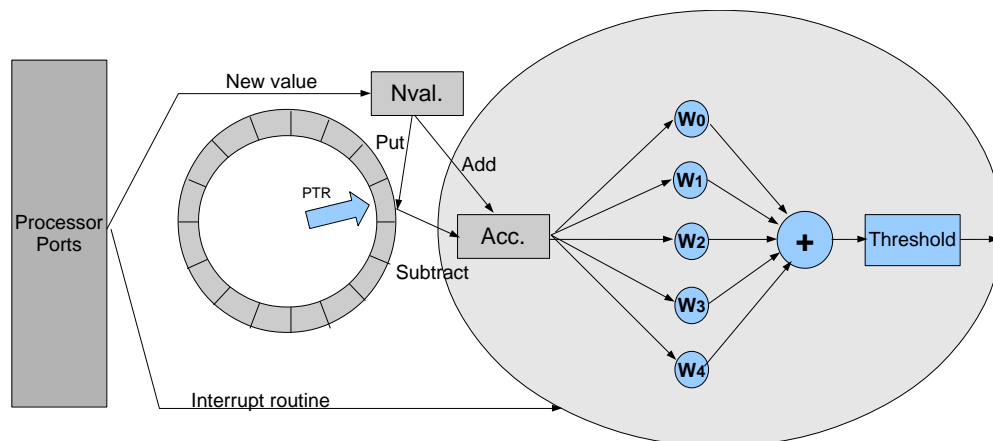 New value
Nval.
Put
Add
PTR
Processor
Ports
Acc.
Subtract
Interrupt routine
W0
W1
W2
W3
W4
+
Threshold